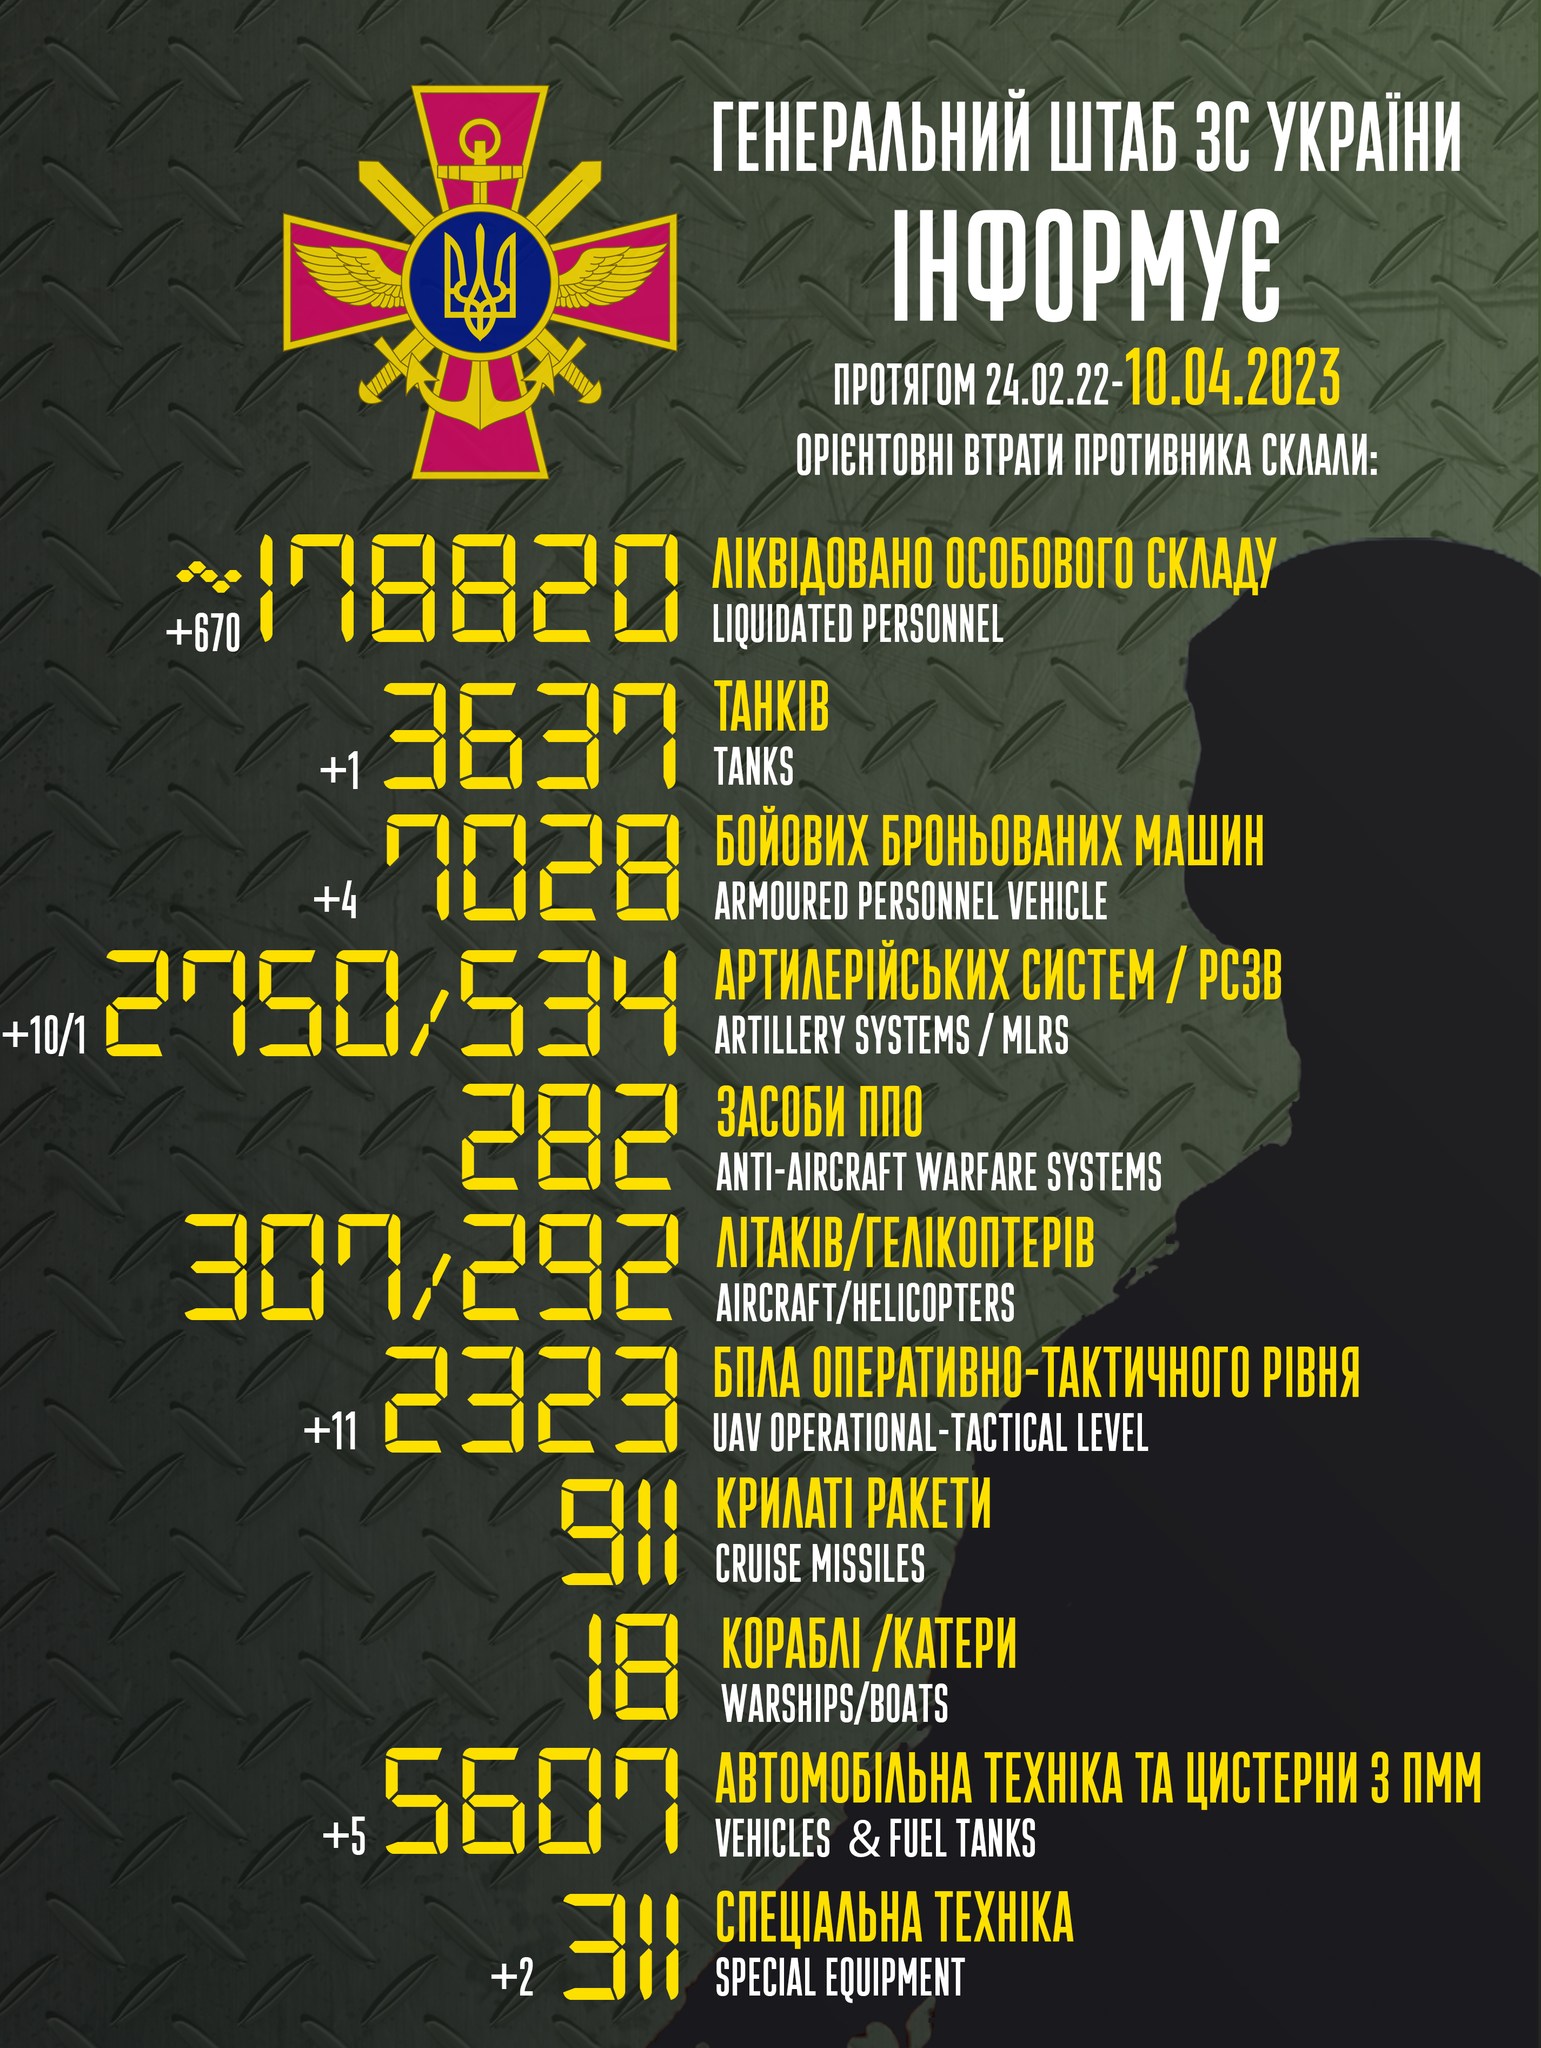 ГЕНЕРАЛЬНИЙ ШТАБ ЗС УКРАЇНИ
ІНФОРМУЄ
ПРОТЯГОМ 24.02.22-10.04.2023
ОРІЄНТОВНІ ВТРАТИ ПРОТИВНИКА СКЛАЛИ:
~178820 ЛІКВІДОВАНО ОСОБОВОГО СКЛАДУ
+670 LIQUIDATED PERSONNEL
3637 ТАНКІВ
+1 TANKS
7028 БОЙОВИХ БРОНЬОВАНИХ МАШИН
+4 ARMOURED PERSONNEL VEHICLE
2750/534 АРТИЛЕРІЙСЬКИХ СИСТЕМ / РСЗВ
+10/1 ARTILLERY SYSTEMS / MLRS
282 ЗАСОБИ ППО
ANTI-AIRCRAFT WARFARE SYSTEMS
307/292 ЛІТАКІВ/ГЕЛІКОПТЕРІВ
AIRCRAFT/HELICOPTERS
2323 БПЛА ОПЕРАТИВНО-ТАКТИЧНОГО РІВНЯ
+11 UAV OPERATIONAL-TACTICAL LEVEL
911 КРИЛАТІ РАКЕТИ
CRUISE MISSILES
18 КОРАБЛІ /КАТЕРИ
WARSHIPS/BOATS
5607 АВТОМОБІЛЬНА ТЕХНІКА ТА ЦИСТЕРНИ З ПММ
+5 VEHICLES & FUEL TANKS
311 СПЕЦІАЛЬНА ТЕХНІКА
+2 SPECIAL EQUIPMENT